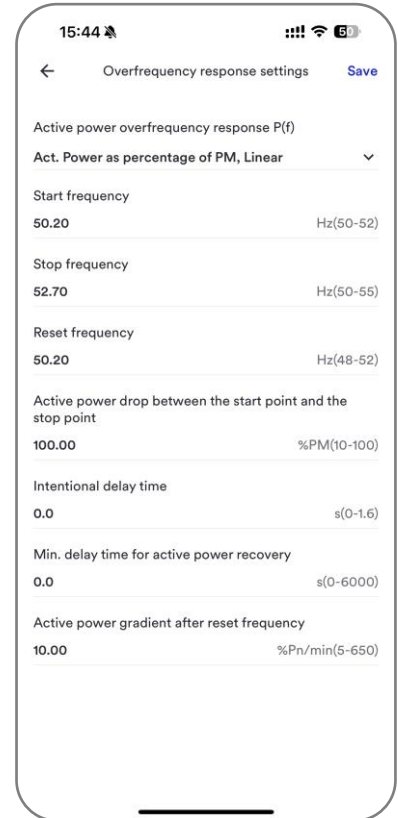 15:44
50
Overfrequency response settings Save
Active power overfrequency response P(f)
Act. Power as percentage of PM, Linear
Start frequency
50.20 Hz(50-52)
Stop frequency
52.70 Hz(50-55)
Reset frequency
50.20 Hz(48-52)
Active power drop between the start point and the
stop point
100.00 %PM(10-100)
Intentional delay time
0.0 s(0-1.6)
Min. delay time for active power recovery
0.0 s(0-6000)
Active power gradient after reset frequency
10.00 %Pn/min(5-650)